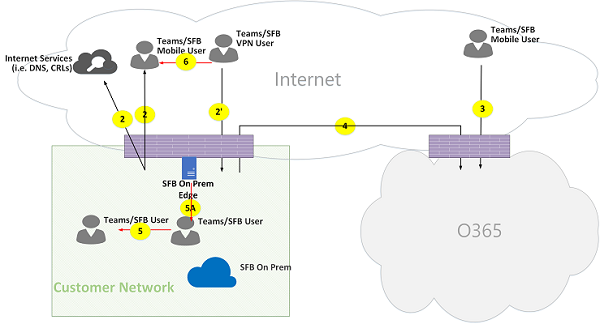 Teams/SFB
Mobile User
Teams/SFB
VPN User
Teams/SFB
Mobile User
Internet Services
(i.e. DNS, CRLs)
6
Internet
2
2
2'
4
3
SFB On Prem
Edge
5A
Teams/SFB User
Teams/SFB User
5
O365
SFB On Prem
Customer Network